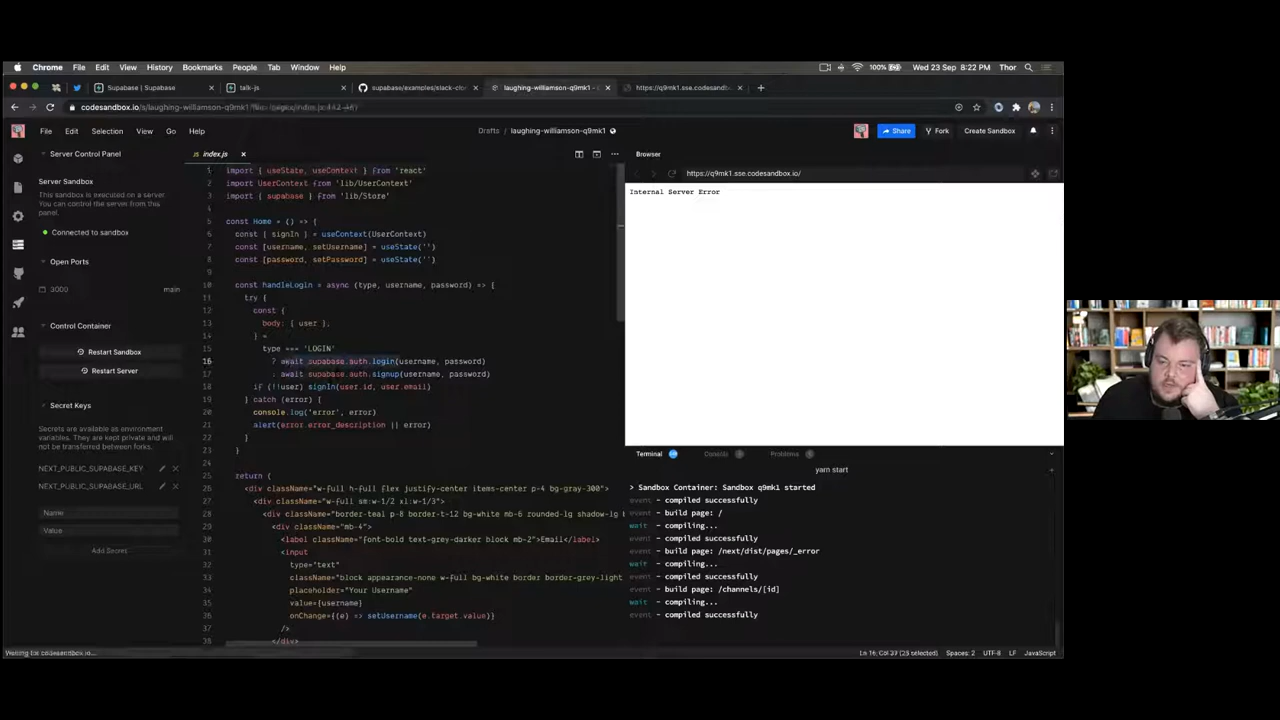 Chrome File Edit View History Bookmarks People Tab Window Help
100% Wed 23 Sep 8:22 PM Thor
Supabase | Supabase
talk-js
supabase/examples/slack-clo
laughing-williamson-q9mk1 -
https://q9mk1.sse.codesandbox.
codesandbox.io/s/laughing-williamson-q9mk1
File Edit Selection View Go Help
Drafts / laughing-williamson-q9mk1
Share Fork Create Sandbox
Server Control Panel
Server Sandbox
This sandbox is executed on a server.
You can control the server from this
panel.
Connected to sandbox
Open Ports
3000 main
Control Container
Restart Sandbox
Restart Server
Secret Keys
Secrets are available as environment
variables. They are kept private and will
not be transferred between forks.
NEXT_PUBLIC_SUPABASE_KEY
NEXT_PUBLIC_SUPABASE_URL
Name
Value
Add Secret
index.js
1 import { useState, useContext } from 'react'
2 import UserContext from 'lib/UserContext'
3 import { supabase } from 'lib/Store'
4
5 const Home = () => {
6 const { signIn } = useContext(UserContext)
7 const [username, setUsername] = useState('')
8 const [password, setPassword] = useState('')
9
10 const handleLogin = async (type, username, password) => {
11 try {
12 const {
13 body: { user },
14 } =
15 type === 'LOGIN'
16 ? await supabase.auth.login(username, password)
17 : await supabase.auth.signup(username, password)
18 if (!!user) signIn(user.id, user.email)
19 } catch (error) {
20 console.log('error', error)
21 alert(error.error_description || error)
22 }
23 }
24
25 return (
26 <div className="w-full h-full flex justify-center items-center p-4 bg-gray-300">
27 <div className="w-full sm:w-1/2 xl:w-1/3">
28 <div className="border-teal p-8 border-t-12 bg-white mb-6 rounded-lg shadow-lg
29 <div className="mb-4">
30 <label className="font-bold text-grey-darker block mb-2">Email</label>
31 <input
32 type="text"
33 className="block appearance-none w-full bg-white border border-grey-light
34 placeholder="Your Username"
35 value={username}
36 onChange={(e) => setUsername(e.target.value)}
37 />
38 </div>
Browser
https://q9mk1.sse.codesandbox.io/
Internal Server Error
Terminal Console Problems
yarn start
> Sandbox Container: Sandbox q9mk1 started
event - compiled successfully
event - build page: /
wait - compiling...
event - compiled successfully
event - build page: /next/dist/pages/_error
wait - compiling...
event - compiled successfully
event - build page: /channels/[id]
wait - compiling...
event - compiled successfully
Waiting for codesandbox.io...
Ln 16, Col 37 (25 selected) Spaces: 2 UTF-8 LF JavaScript